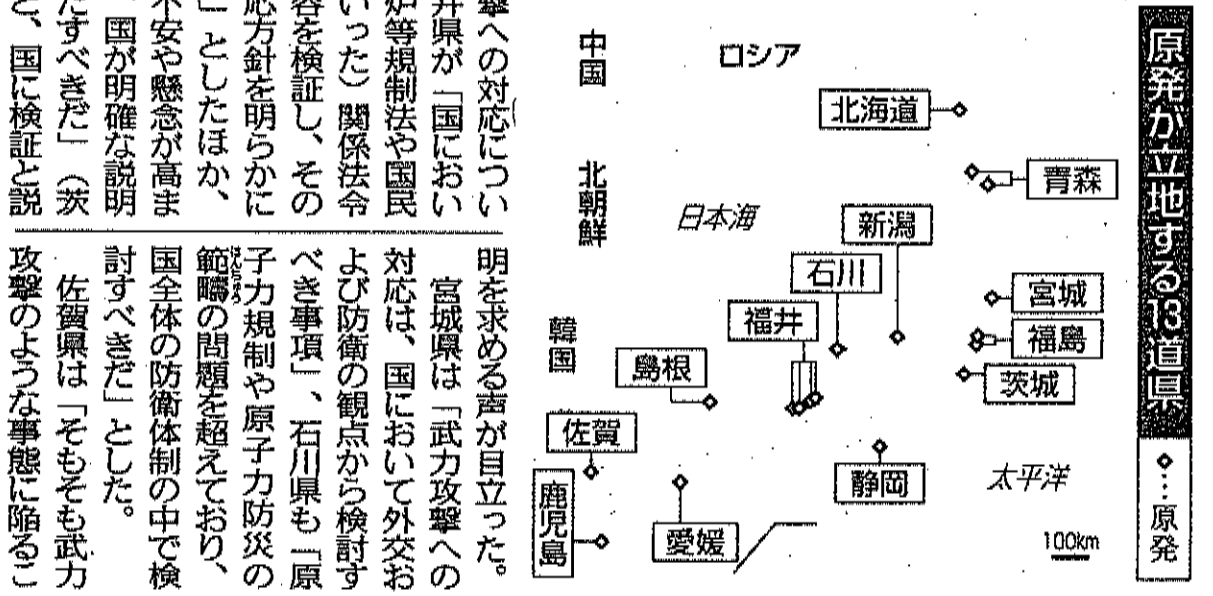 原発が立地する13道県
◇…原発
ロシア
中国
北朝鮮
韓国
日本海
太平洋
北海道
青森
新潟
石川
福井
島根
佐賀
鹿児島
愛媛
静岡
宮城
福島
茨城
100km
撃への対応につい
井県が「国におい
炉等規制法や国民
いった）関係法令
容を検証し、その
応方針を明らかに
」としたほか、
不安や懸念が高ま
国が明確な説明
たすべきだ」（茨
と、国に検証と説
明を求める声が目立った。
宮城県は「武力攻撃への
対応は、国において外交お
よび防衛の観点から検討す
べき事項」、石川県も「原
子力規制や原子力防災の
範疇の問題を超えており、
はんちゅう
国全体の防衛体制の中で検
討すべきだ」とした。
佐賀県は「そもそも武力
攻撃のような事態に陥るこ